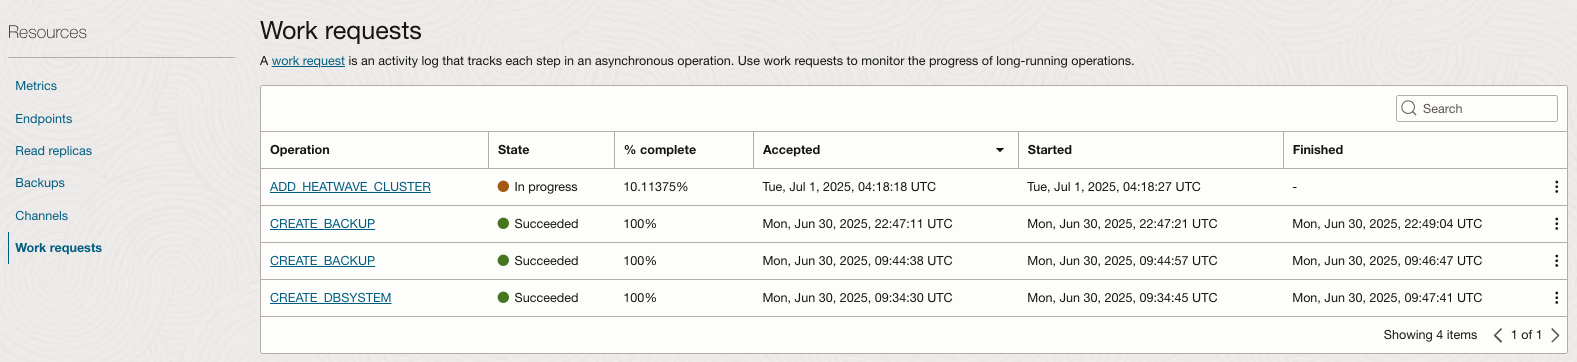 Resources
Metrics
Endpoints
Read replicas
Backups
Channels
Work requests
Work requests
A work request is an activity log that tracks each step in an asynchronous operation. Use work requests to monitor the progress of long-running operations.
Search
Operation State % complete Accepted Started Finished
ADD_HEATWAVE_CLUSTER In progress 10.11375% Tue, Jul 1, 2025, 04:18:18 UTC Tue, Jul 1, 2025, 04:18:27 UTC -
CREATE_BACKUP Succeeded 100% Mon, Jun 30, 2025, 22:47:11 UTC Mon, Jun 30, 2025, 22:47:21 UTC Mon, Jun 30, 2025, 22:49:04 UTC
CREATE_BACKUP Succeeded 100% Mon, Jun 30, 2025, 09:44:38 UTC Mon, Jun 30, 2025, 09:44:57 UTC Mon, Jun 30, 2025, 09:46:47 UTC
CREATE_DBSYSTEM Succeeded 100% Mon, Jun 30, 2025, 09:34:30 UTC Mon, Jun 30, 2025, 09:34:45 UTC Mon, Jun 30, 2025, 09:47:41 UTC
Showing 4 items 1 of 1